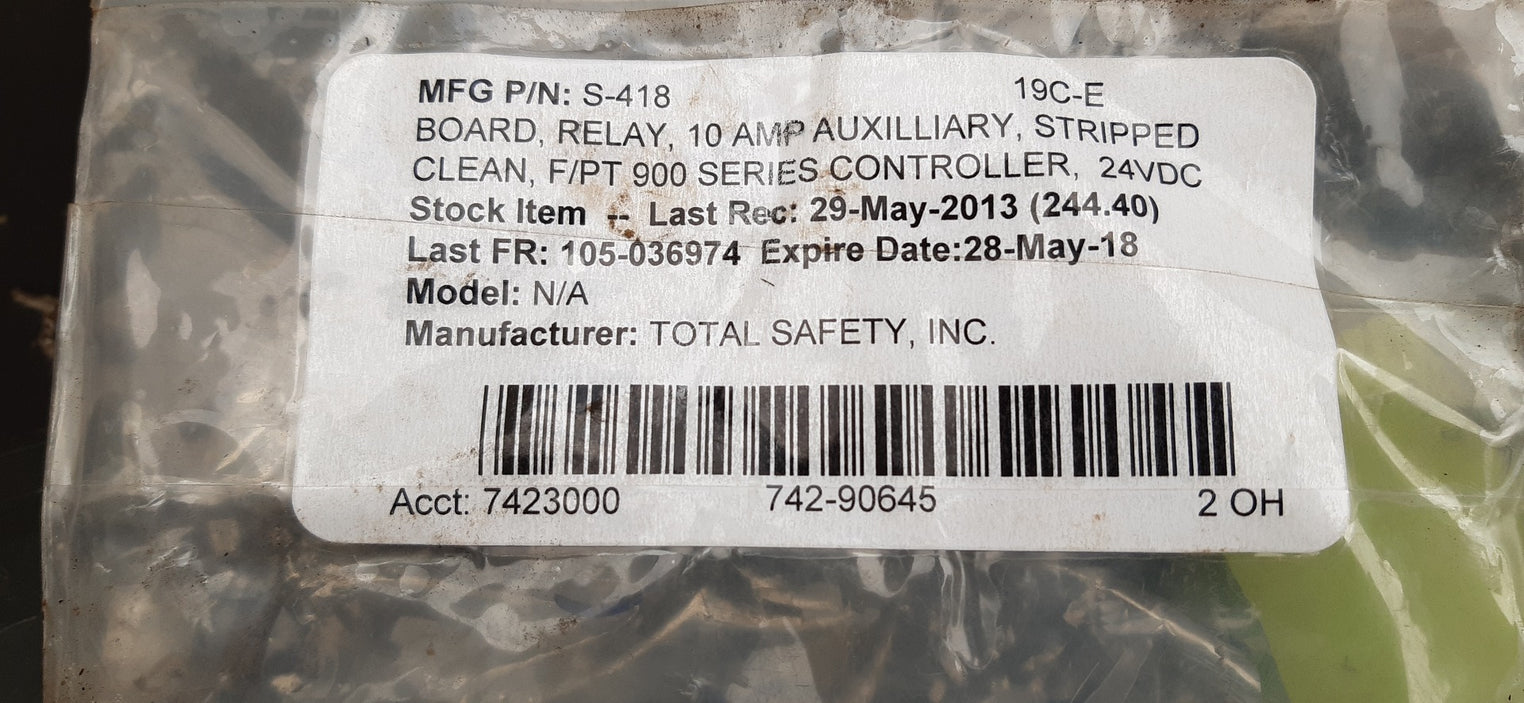 MFG P/N: S-418 19C-E
BOARD, RELAY, 10 AMP AUXILLIARY, STRIPPED
CLEAN, F/PT 900 SERIES CONTROLLER, 24VDC
Stock Item -- Last Rec: 29-May-2013 (244.40)
Last FR: 105-036974 Expire Date:28-May-18
Model: N/A
Manufacturer: TOTAL SAFETY, INC.
Acct: 7423000 742-90645 2 OH